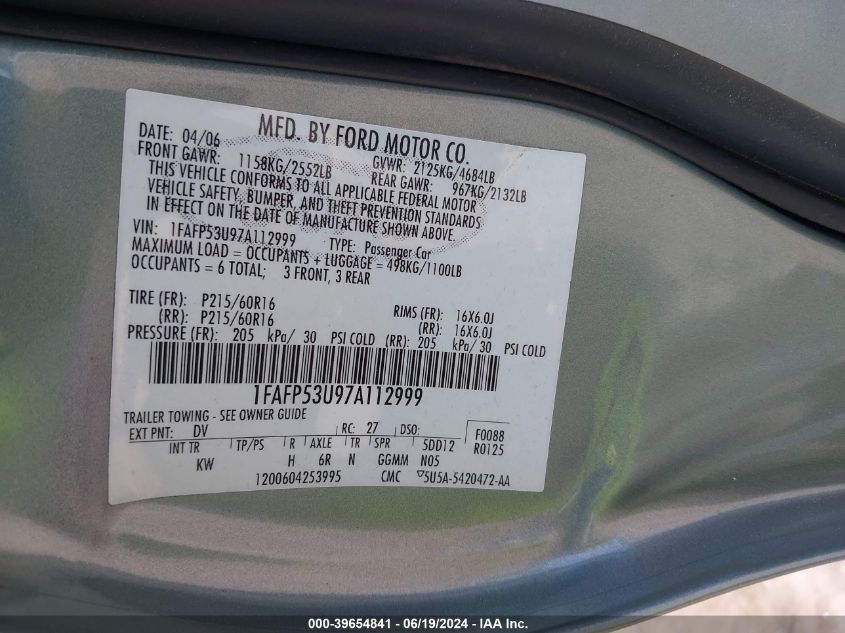 MFD. BY FORD MOTOR CO.
DATE: 04/06
FRONT GAWR: 1158KG/2552LB GVWR: 2125KG/4684LB
REAR GAWR: 967KG/2132LB
THIS VEHICLE CONFORMS TO ALL APPLICABLE FEDERAL MOTOR
VEHICLE SAFETY, BUMPER, AND THEFT PREVENTION STANDARDS
IN EFFECT ON THE DATE OF MANUFACTURE SHOWN ABOVE.
VIN: 1FAFP53U97A112999 TYPE: Passenger Car
MAXIMUM LOAD = OCCUPANTS + LUGGAGE = 498KG/1100LB
OCCUPANTS = 6 TOTAL; 3 FRONT, 3 REAR
TIRE (FR): P215/60R16 RIMS (FR): 16X6.0J
(RR): P215/60R16 (RR): 16X6.0J
PRESSURE (FR): 205 kPa/ 30 PSI COLD (RR): 205 kPa/ 30 PSI COLD
1FAFP53U97A112999
TRAILER TOWING - SEE OWNER GUIDE
EXT PNT: DV RC: 27 DSO: F0088
INT TR TP/PS R AXLE TR SPR 5DD12 R0125
KW H 6R N GGMM N05
1200604253995 CMC 5U5A-5420472-AA
000-39654841 - 06/19/2024 - IAAI.COM INC.